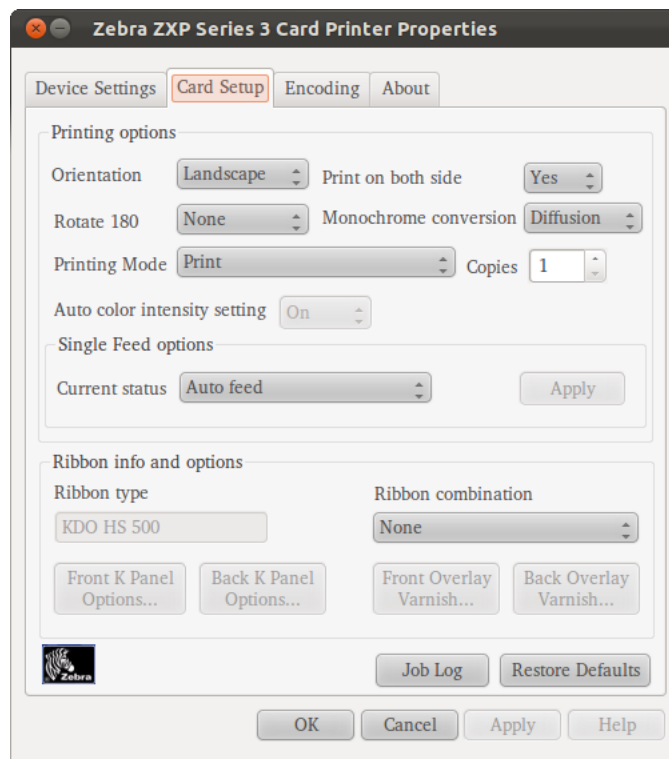 Zebra ZXP Series 3 Card Printer Properties
Device Settings Card Setup Encoding About
Printing options
Orientation Landscape Print on both side Yes
Rotate 180 None Monochrome conversion Diffusion
Printing Mode Print Copies 1
Auto color intensity setting On
Single Feed options
Current status Auto feed Apply
Ribbon info and options
Ribbon type Ribbon combination
KDO HS 500 None
Front K Panel Back K Panel Front Overlay Back Overlay
Options... Options... Varnish... Varnish...
Zebra
Job Log Restore Defaults
OK Cancel Apply Help